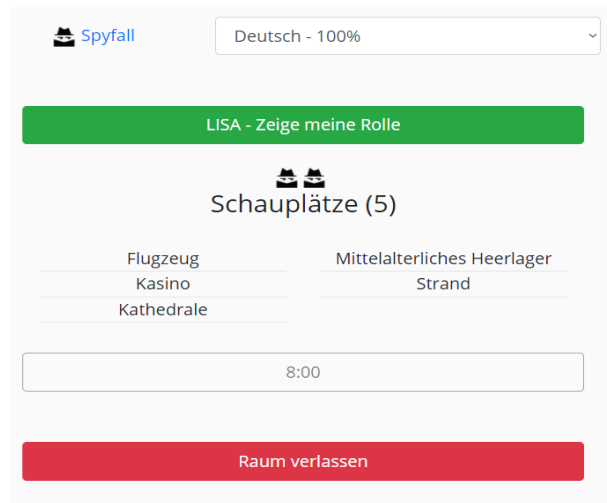 Spyfall
Deutsch - 100%
LISA - Zeige meine Rolle
Schauplätze (5)
Flugzeug
Mittelalterliches Heerlager
Kasino
Strand
Kathedrale
8:00
Raum verlassen